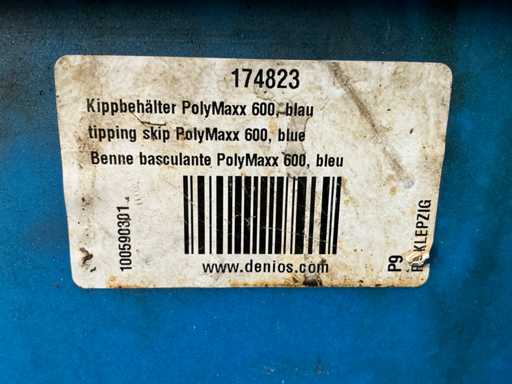 174823
Kippbehälter PolyMaxx 600, blau
tipping skip PolyMaxx 600, blue
Benne basculante PolyMaxx 600, bleu
100590301
www.denios.com
P9
KLEPZIG